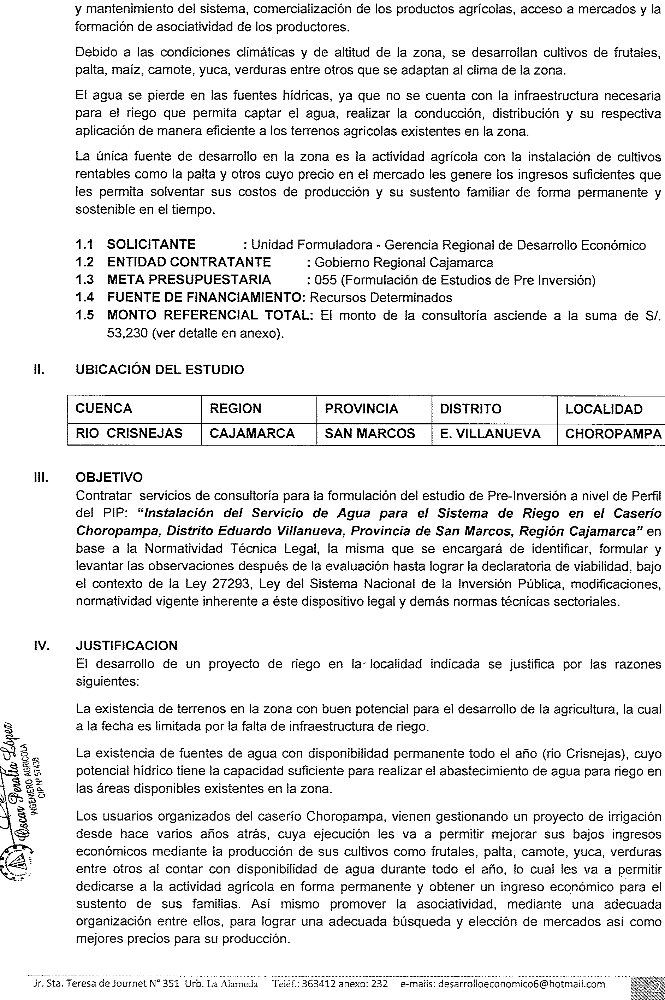 y mantenimiento del sistema, comercialización de los productos agrícolas, acceso a mercados y la
formación de asociatividad de los productores.
Debido a las condiciones climáticas y de altitud de la zona, se desarrollan cultivos de frutales,
palta, maíz, camote, yuca, verduras entre otros que se adaptan al clima de la zona.
El agua se pierde en las fuentes hídricas, ya que no se cuenta con la infraestructura necesaria
para el riego que permita captar el agua, realizar la conducción, distribución y su respectiva
aplicación de manera eficiente a los terrenos agrícolas existentes en la zona.
La única fuente de desarrollo en la zona es la actividad agrícola con la instalación de cultivos
rentables como la palta y otros cuyo precio en el mercado les genere los ingresos suficientes que
les permita solventar sus costos de producción y su sustento familiar de forma permanente y
sostenible en el tiempo.
1.1 SOLICITANTE : Unidad Formuladora - Gerencia Regional de Desarrollo Económico
1.2 ENTIDAD CONTRATANTE : Gobierno Regional Cajamarca
1.3 META PRESUPUESTARIA : 055 (Formulación de Estudios de Pre Inversión)
1.4 FUENTE DE FINANCIAMIENTO: Recursos Determinados
1.5 MONTO REFERENCIAL TOTAL: El monto de la consultoría asciende a la suma de S/.
53,230 (ver detalle en anexo).
II. UBICACIÓN DEL ESTUDIO
CUENCA REGION PROVINCIA DISTRITO LOCALIDAD
RIO CRISNEJAS CAJAMARCA SAN MARCOS E. VILLANUEVA CHOROPAMPA
III. OBJETIVO
Contratar servicios de consultoría para la formulación del estudio de Pre-Inversión a nivel de Perfil
del PIP: “Instalación del Servicio de Agua para el Sistema de Riego en el Caserío
Choropampa, Distrito Eduardo Villanueva, Provincia de San Marcos, Región Cajamarca” en
base a la Normatividad Técnica Legal, la misma que se encargará de identificar, formular y
levantar las observaciones después de la evaluación hasta lograr la declaratoria de viabilidad, bajo
el contexto de la Ley 27293, Ley del Sistema Nacional de la Inversión Pública, modificaciones,
normatividad vigente inherente a éste dispositivo legal y demás normas técnicas sectoriales.
IV. JUSTIFICACION
El desarrollo de un proyecto de riego en la localidad indicada se justifica por las razones
siguientes:
La existencia de terrenos en la zona con buen potencial para el desarrollo de la agricultura, la cual
a la fecha es limitada por la falta de infraestructura de riego.
La existencia de fuentes de agua con disponibilidad permanente todo el año (rio Crisnejas), cuyo
potencial hídrico tiene la capacidad suficiente para realizar el abastecimiento de agua para riego en
las áreas disponibles existentes en la zona.
Los usuarios organizados del caserío Choropampa, vienen gestionando un proyecto de irrigación
desde hace varios años atrás, cuya ejecución les va a permitir mejorar sus bajos ingresos
económicos mediante la producción de sus cultivos como frutales, palta, camote, yuca, verduras
entre otros al contar con disponibilidad de agua durante todo el año, lo cual les va a permitir
dedicarse a la actividad agrícola en forma permanente y obtener un ingreso económico para el
sustento de sus familias. Así mismo promover la asociatividad, mediante una adecuada
organización entre ellos, para lograr una adecuada búsqueda y elección de mercados así como
mejores precios para su producción.
Oscar Peralta López
INGENIERO AGRICOLA
CIP Nº 57438
Jr. Sta. Teresa de Journet N° 351 Urb. La Alameda Teléf.: 363412 anexo: 232 e-mails: desarrolloeconomico6@hotmail.com
2